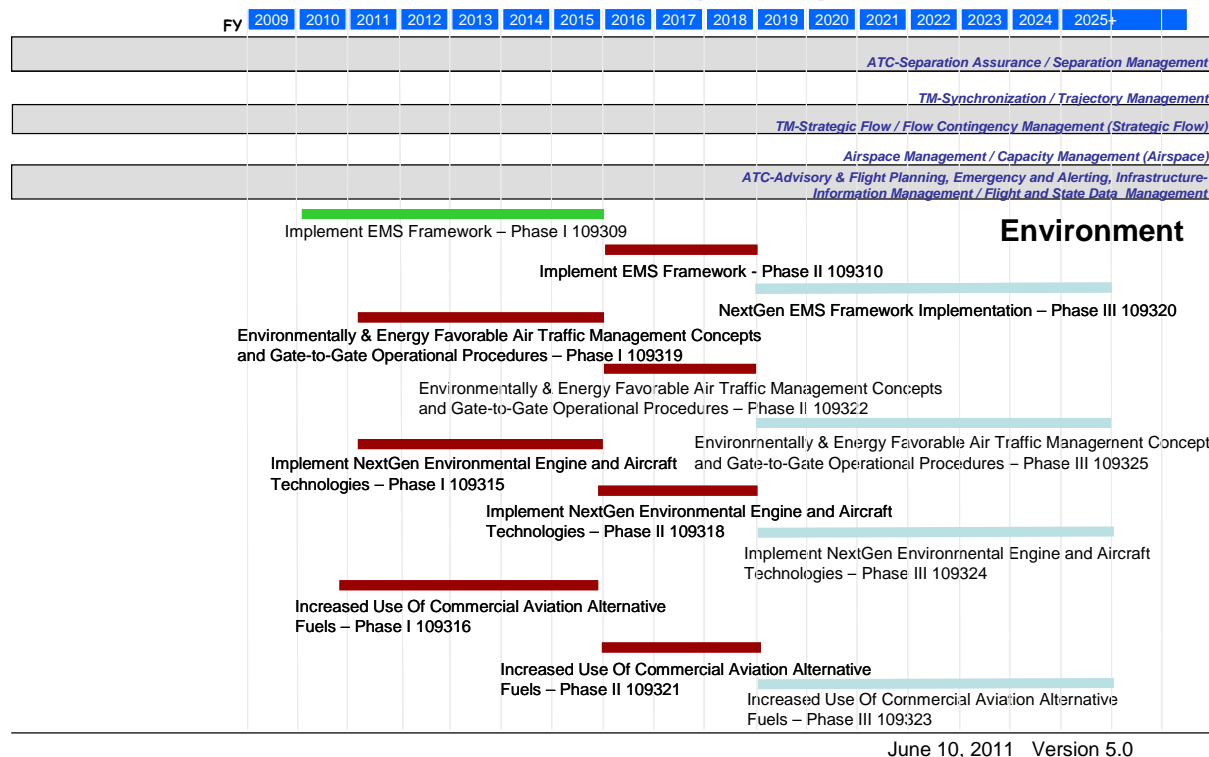 FY 2009 2010 2011 2012 2013 2014 2015 2016 2017 2018 2019 2020 2021 2022 2023 2024 2025+
ATC-Separation Assurance / Separation Management
TM-Synchronization / Trajectory Management
TM-Strategic Flow / Flow Contingency Management (Strategic Flow)
Airspace Management / Capacity Management (Airspace)
ATC-Advisory & Flight Planning, Emergency and Alerting, Infrastructure-
Information Management / Flight and State Data Management
Environment
Implement EMS Framework – Phase I 109309
Implement EMS Framework - Phase II 109310
NextGen EMS Framework Implementation – Phase III 109320
Environmentally & Energy Favorable Air Traffic Management Concepts
and Gate-to-Gate Operational Procedures – Phase I 109319
Environmentally & Energy Favorable Air Traffic Management Concepts
and Gate-to-Gate Operational Procedures – Phase II 109322
Environmentally & Energy Favorable Air Traffic Management Concept
and Gate-to-Gate Operational Procedures – Phase III 109325
Implement NextGen Environmental Engine and Aircraft
Technologies – Phase I 109315
Implement NextGen Environmental Engine and Aircraft
Technologies – Phase II 109318
Implement NextGen Environmental Engine and Aircraft
Technologies – Phase III 109324
Increased Use Of Commercial Aviation Alternative
Fuels – Phase I 109316
Increased Use Of Commercial Aviation Alternative
Fuels – Phase II 109321
Increased Use Of Commercial Aviation Alternative
Fuels – Phase III 109323
June 10, 2011 Version 5.0